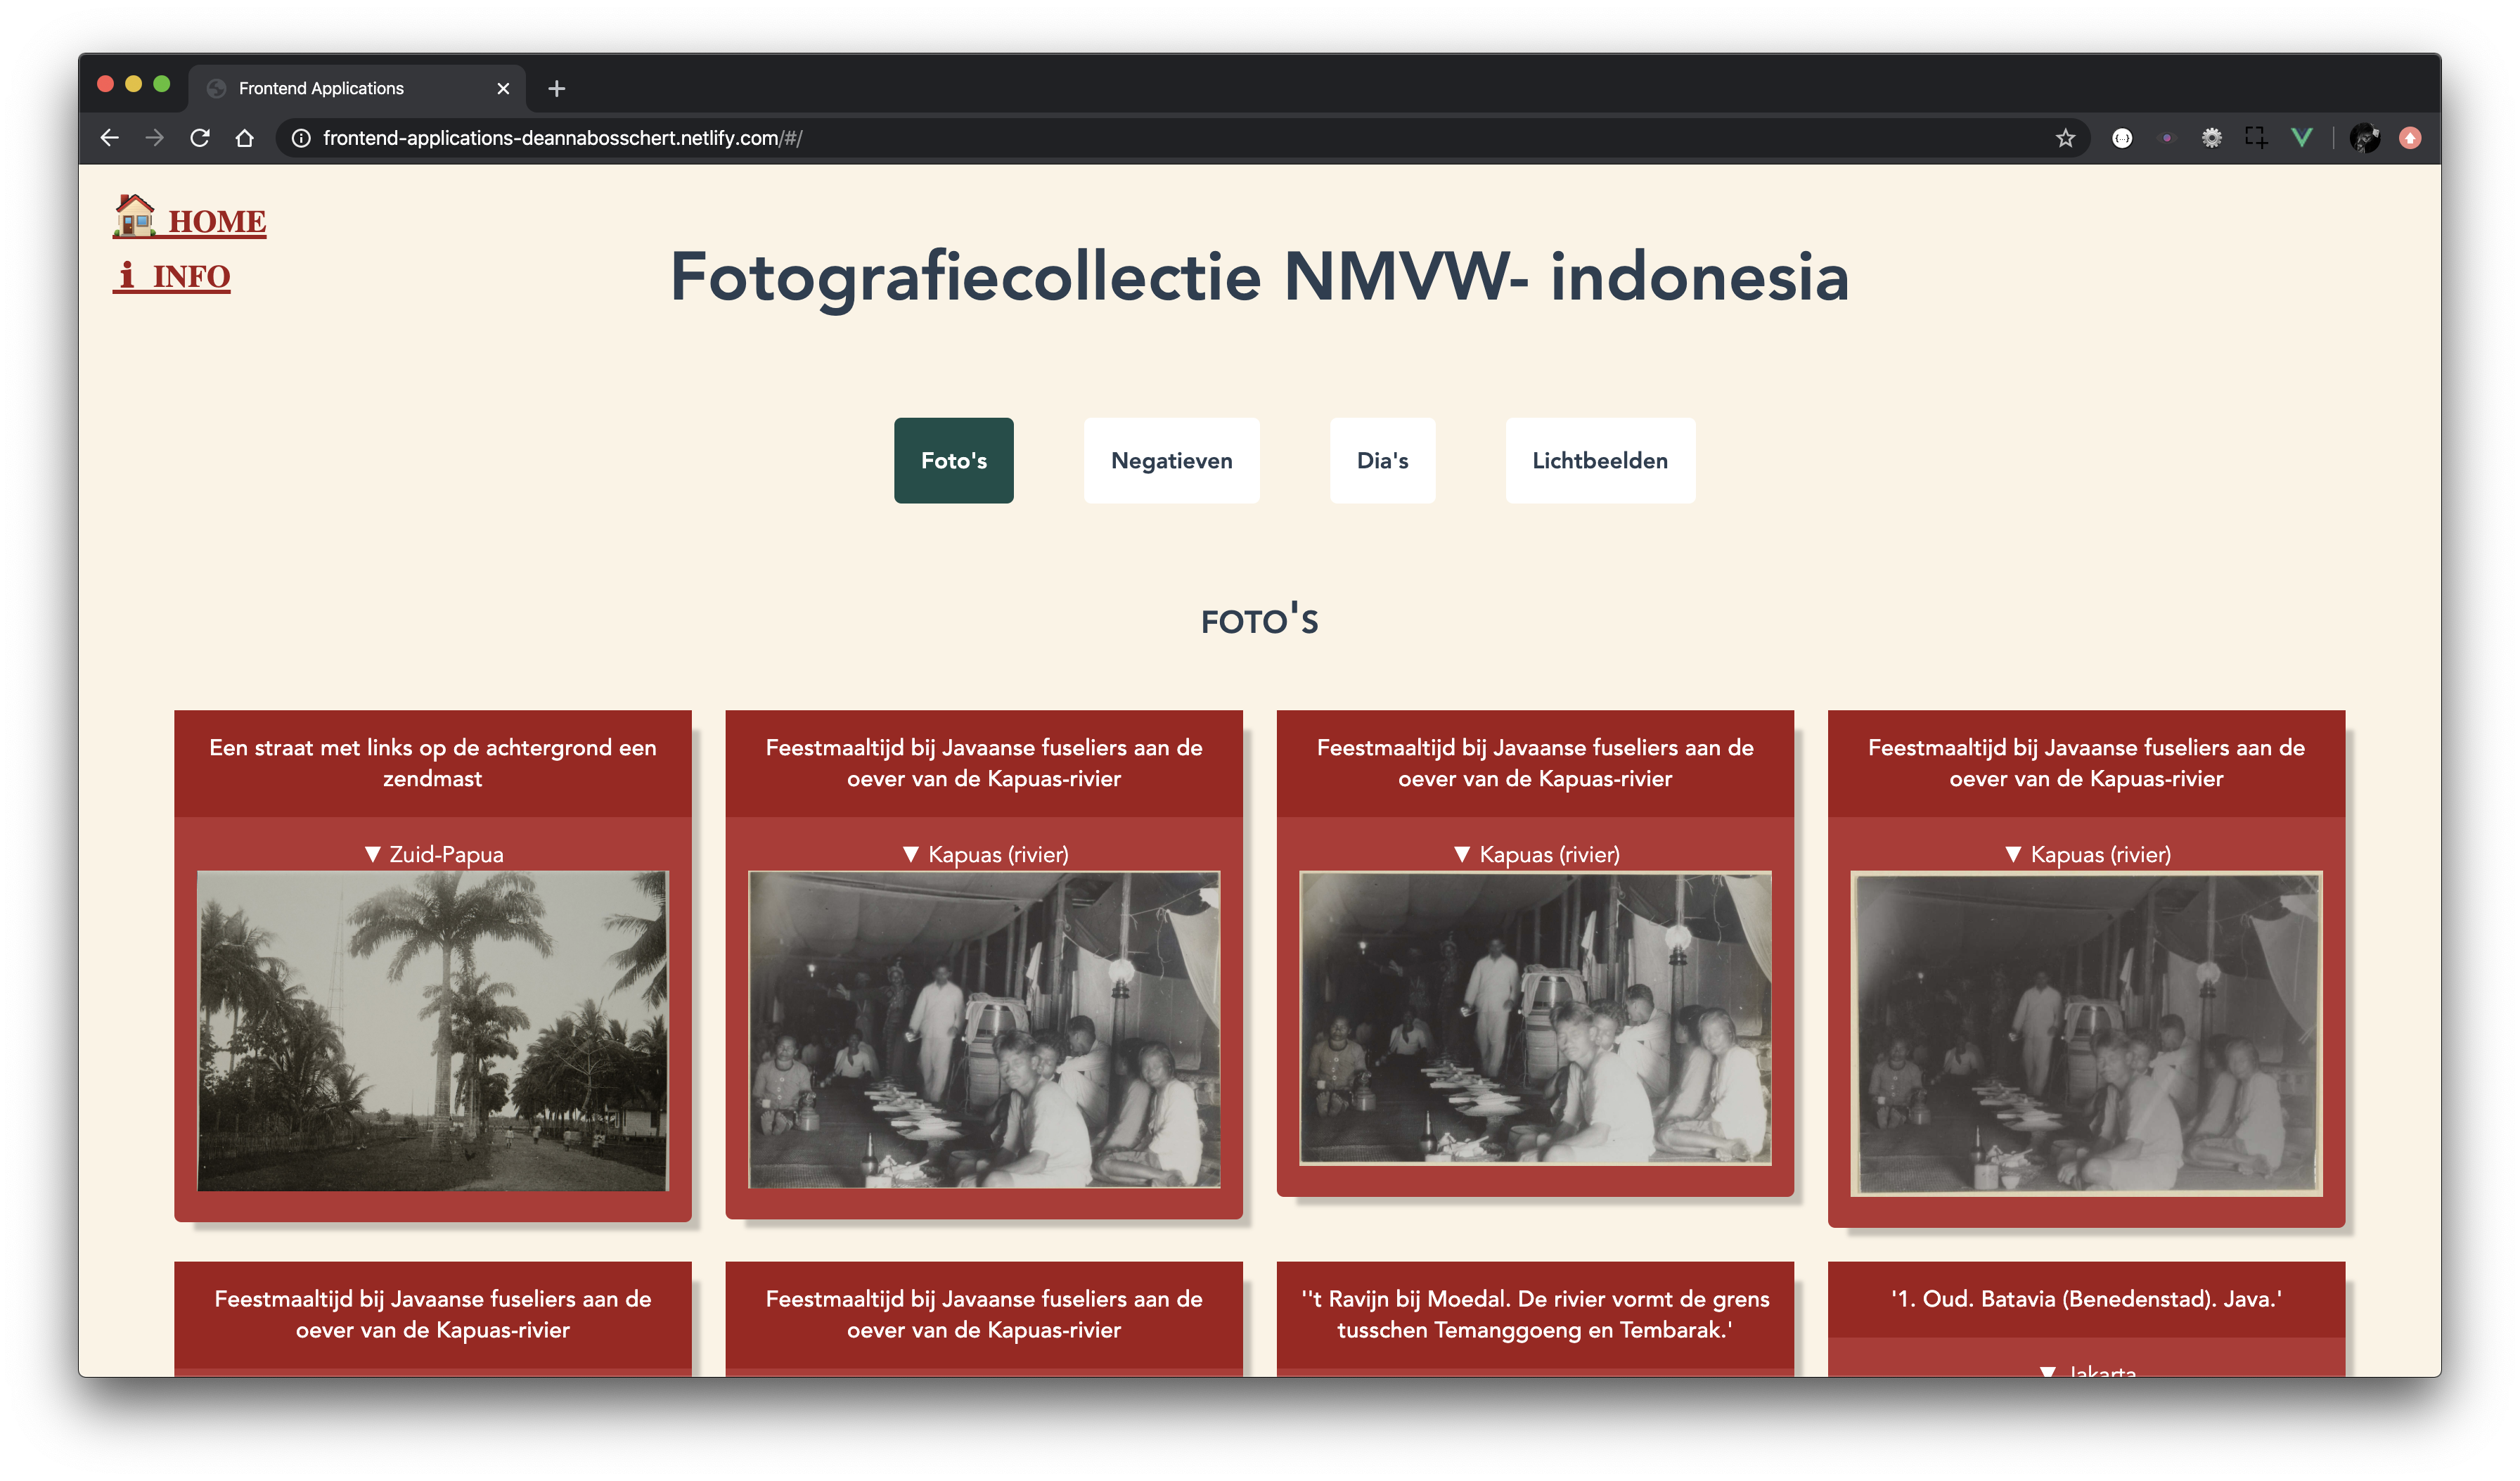 Frontend Applications
frontend-applications-deannabosschert.netlify.com/#/
HOME
i INFO
Fotografiecollectie NMVW- indonesia
Foto's
Negatieven
Dia's
Lichtbeelden
FOTO'S
Een straat met links op de achtergrond een
zendmast
▼ Zuid-Papua
Feestmaaltijd bij Javaanse fuseliers aan de
oever van de Kapuas-rivier
▼ Kapuas (rivier)
Feestmaaltijd bij Javaanse fuseliers aan de
oever van de Kapuas-rivier
▼ Kapuas (rivier)
Feestmaaltijd bij Javaanse fuseliers aan de
oever van de Kapuas-rivier
▼ Kapuas (rivier)
Feestmaaltijd bij Javaanse fuseliers aan de
oever van de Kapuas-rivier
Feestmaaltijd bij Javaanse fuseliers aan de
oever van de Kapuas-rivier
''t Ravijn bij Moedal. De rivier vormt de grens
tusschen Temanggoeng en Tembarak.'
'1. Oud. Batavia (Benedenstad). Java.'
▼ Jakarta